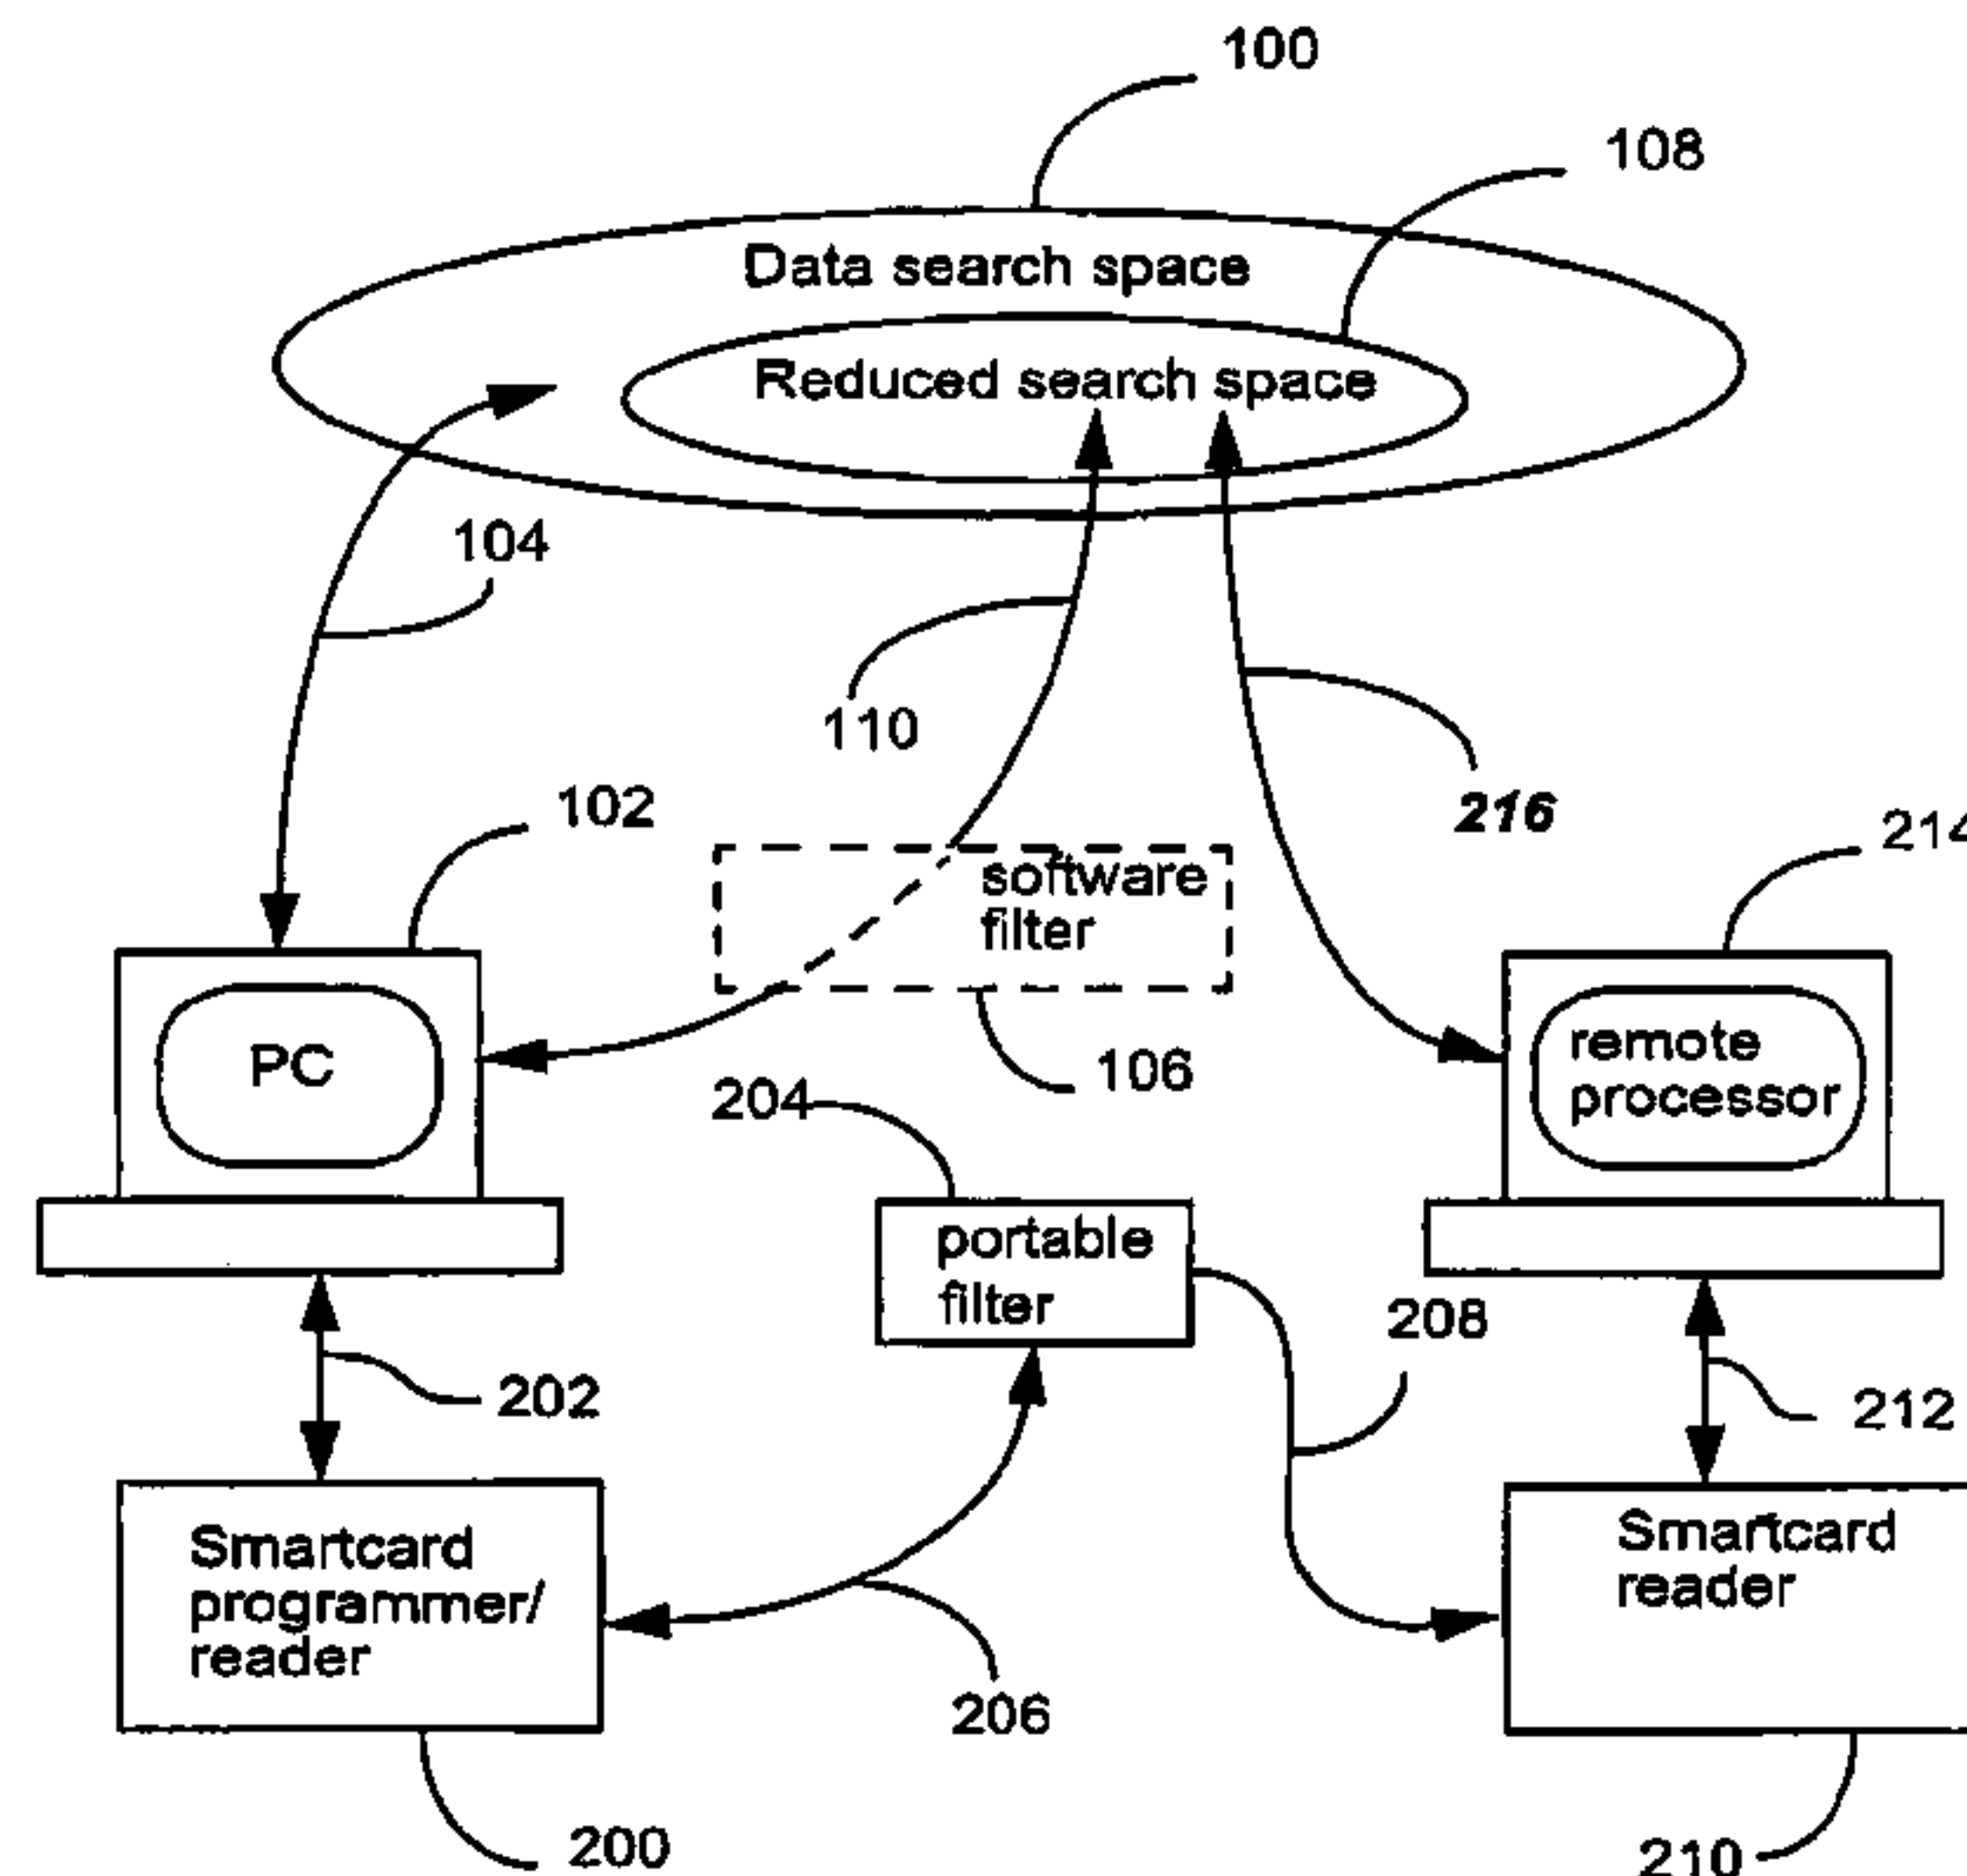 100
108
Data search space
Reduced search space
104
110
216
102
214
software
filter
PC
remote
processor
106
204
portable
filter
208
202
212
Smartcard
programmer/
reader
Smartcard
reader
206
200
210